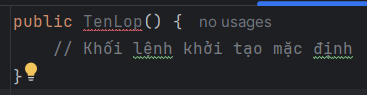 public TenLop() { no usages
// Khối lệnh khởi tạo mặc định
}